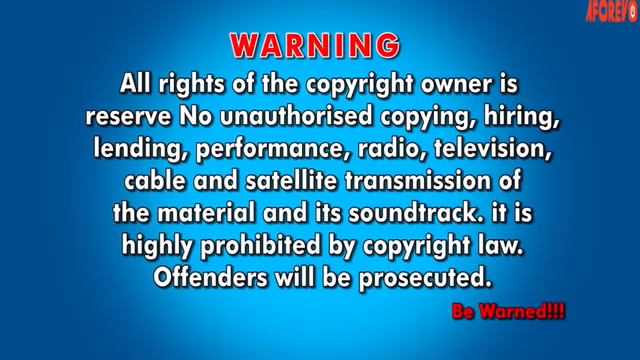 AFOREVO
WARNING
All rights of the copyright owner is
reserve No unauthorised copying, hiring,
lending, performance, radio, television,
cable and satellite transmission of
the material and its soundtrack. it is
highly prohibited by copyright law.
Offenders will be prosecuted.
Be Warned!!!